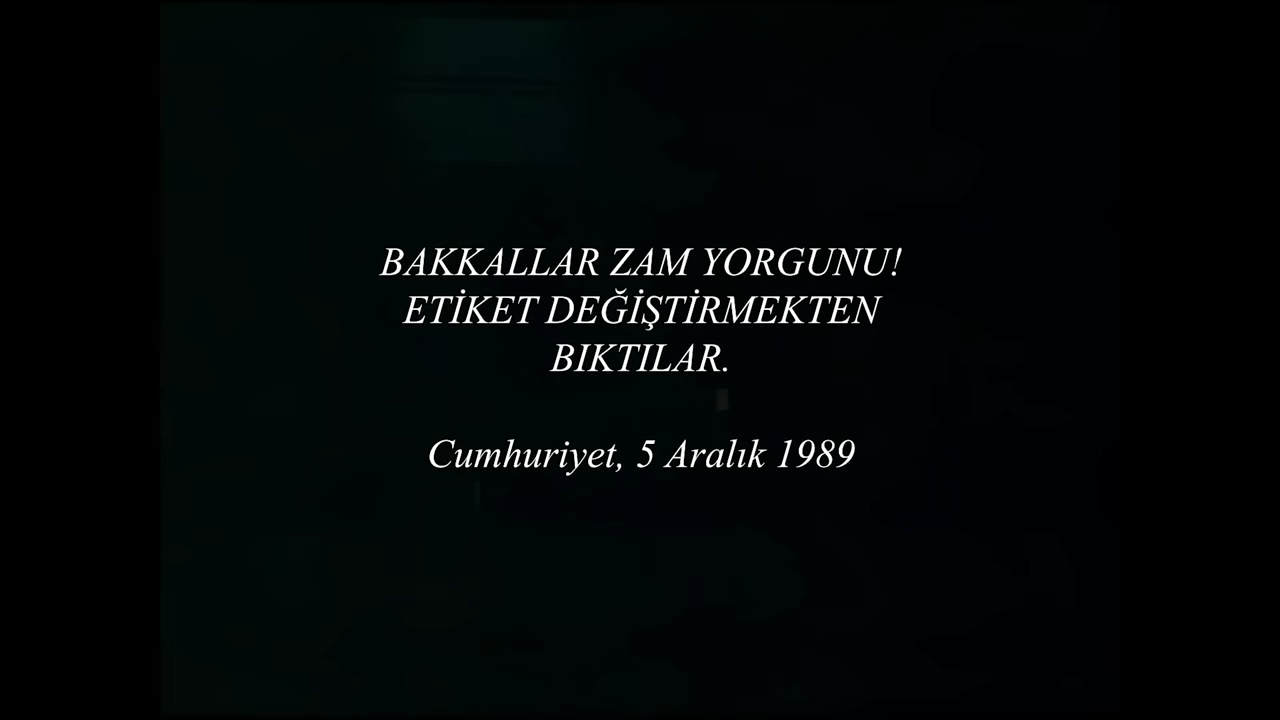 BAKKALLAR ZAM YORGUNU!
ETİKET DEĞİŞTİRMEKTEN
BIKTILAR.
Cumhuriyet, 5 Aralık 1989